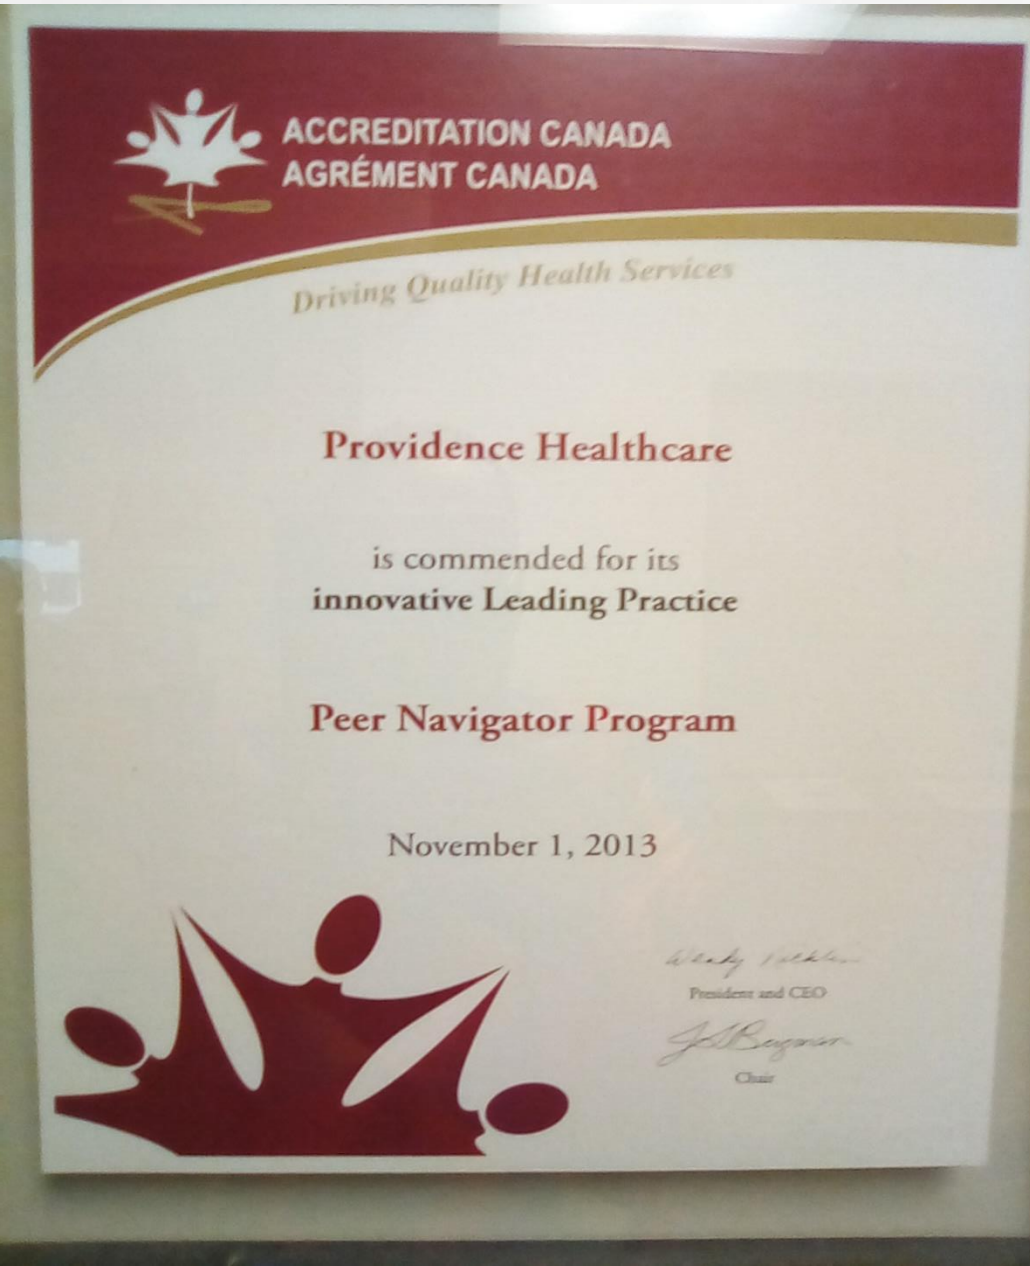 ACCREDITATION CANADA
AGRÉMENT CANADA
Driving Quality Health Services
Providence Healthcare
is commended for its
innovative Leading Practice
Peer Navigator Program
November 1, 2013
Wendy
President and CEO
Chair